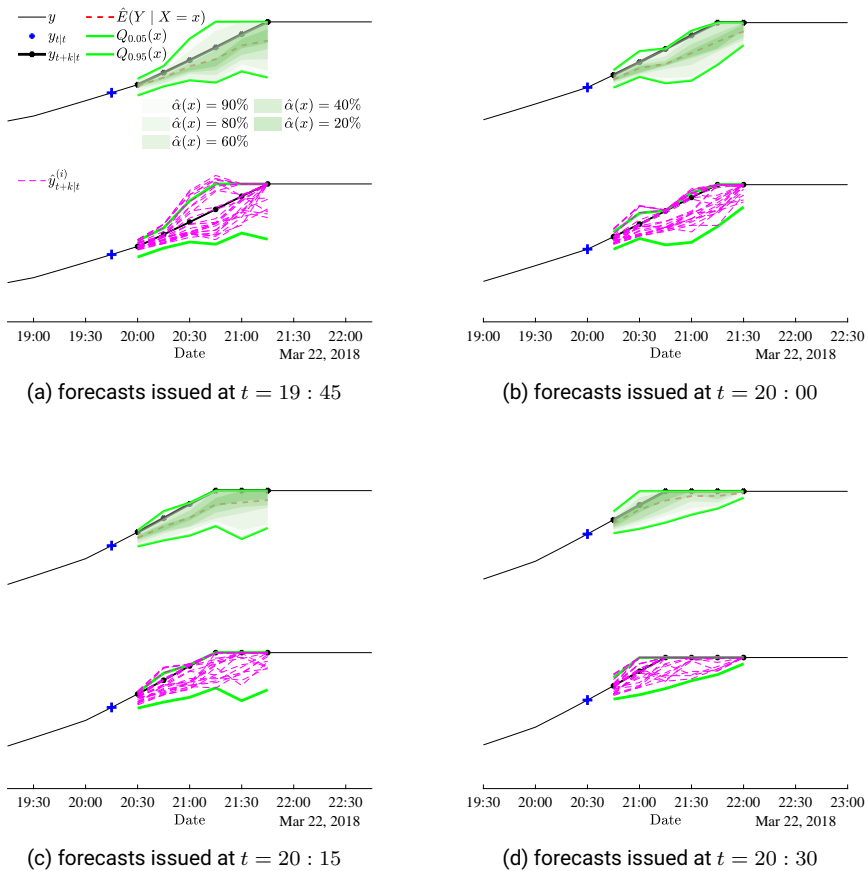 y
Ê(Y | X = x)
y_{t|t}
Q_{0.05}(x)
y_{t+k|t}
Q_{0.95}(x)
α̂(x) = 90% α̂(x) = 40%
α̂(x) = 80% α̂(x) = 20%
α̂(x) = 60%
ŷ^{(i)}_{t+k|t}
19:00 19:30 20:00 20:30 21:00 21:30 22:00
Date
Mar 22, 2018
(a) forecasts issued at t = 19 : 45
19:00 19:30 20:00 20:30 21:00 21:30 22:00 22:30
Date
Mar 22, 2018
(b) forecasts issued at t = 20 : 00
19:30 20:00 20:30 21:00 21:30 22:00 22:30
Date
Mar 22, 2018
(c) forecasts issued at t = 20 : 15
19:30 20:00 20:30 21:00 21:30 22:00 22:30 23:00
Date
Mar 22, 2018
(d) forecasts issued at t = 20 : 30